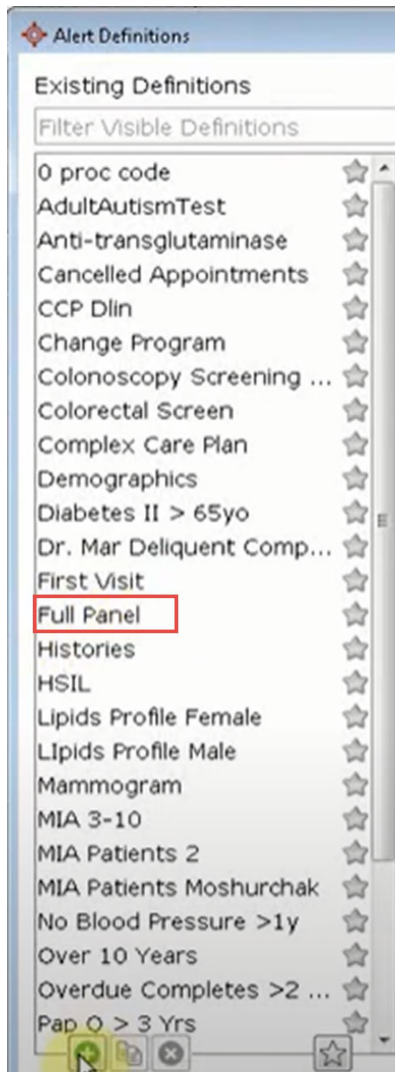 Alert Definitions
Existing Definitions
Filter Visible Definitions
0 proc code
AdultAutismTest
Anti-transglutaminase
Cancelled Appointments
CCP Dlin
Change Program
Colonoscopy Screening ...
Colorectal Screen
Complex Care Plan
Demographics
Diabetes II > 65yo
Dr. Mar Deliquent Comp...
First Visit
Full Panel
Histories
HSIL
Lipids Profile Female
LIpids Profile Male
Mammogram
MIA 3-10
MIA Patients 2
MIA Patients Moshurchak
No Blood Pressure >1y
Over 10 Years
Overdue Completes >2 ...
Pap O > 3 Yrs